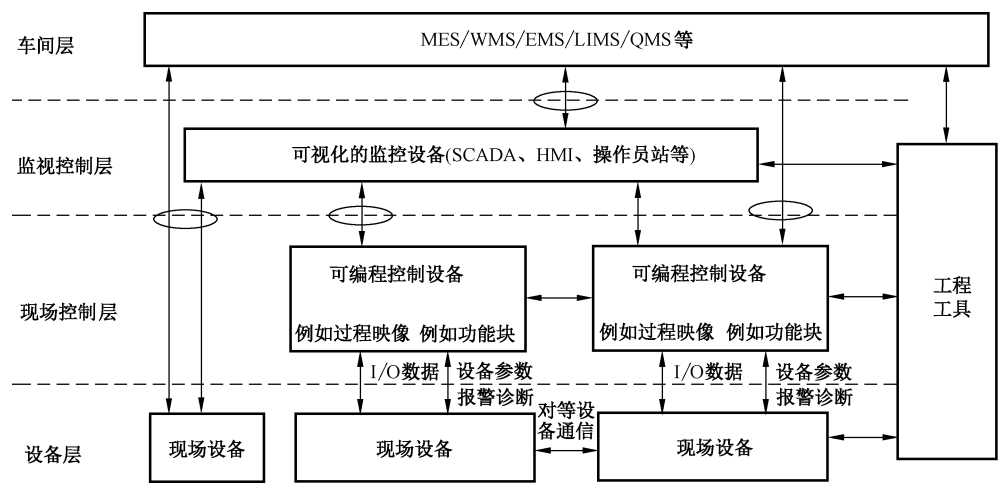 车间层
MES/WMS/EMS/LIMS/QMS等
监视控制层
可视化的监控设备(SCADA、HMI、操作员站等)
现场控制层
可编程控制设备
例如过程映像 例如功能块
可编程控制设备
例如过程映像 例如功能块
工程
工具
I/O数据
设备参数
报警诊断
I/O数据
设备参数
报警诊断
设备层
现场设备
现场设备
对等设
备通信
现场设备